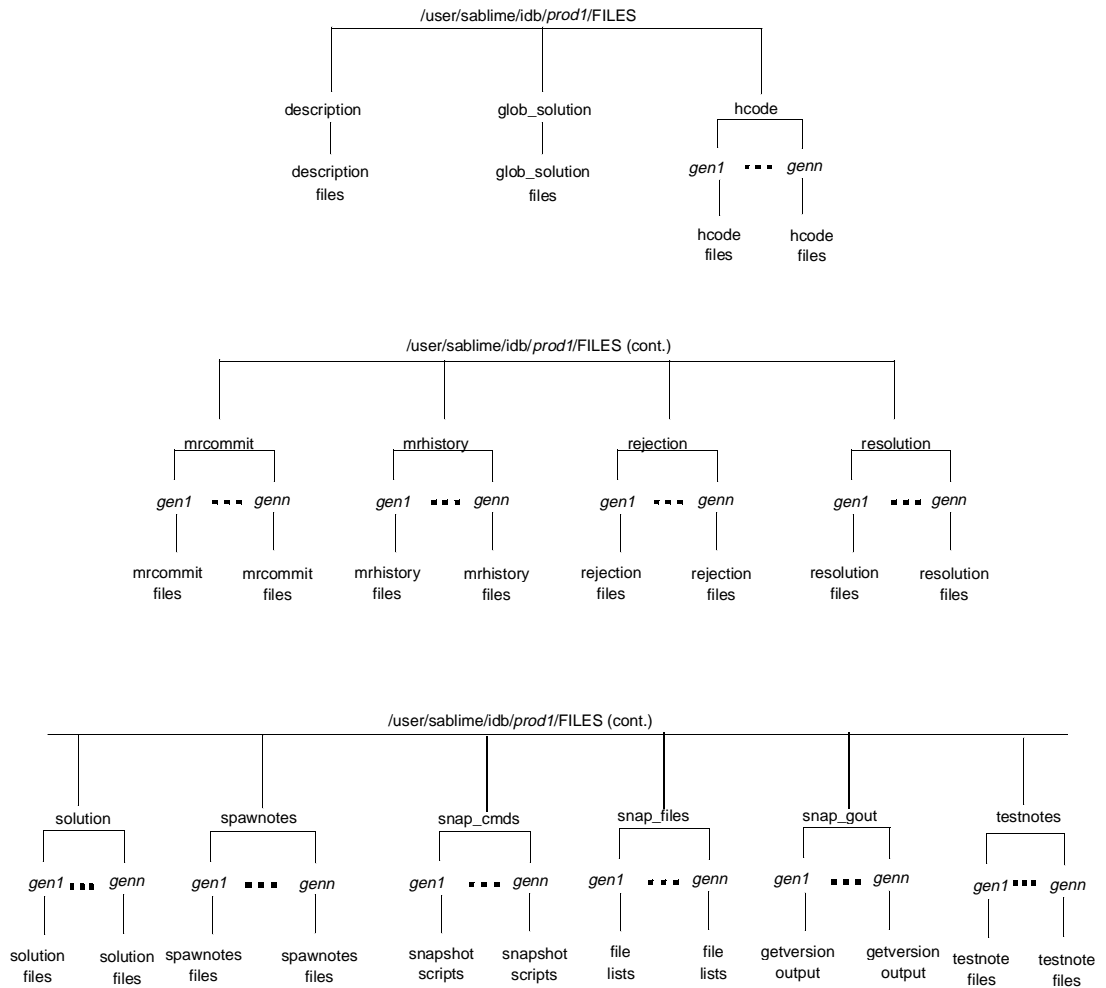 /user/sablime/idb/prod1/FILES
description glob_solution hcode
description files glob_solution files gen1 genn
hcode files hcode files
/user/sablime/idb/prod1/FILES (cont.)
mrcommit mrhistory rejection resolution
gen1 genn gen1 genn gen1 genn gen1 genn
mrcommit files mrcommit files mrhistory files mrhistory files rejection files rejection files resolution files resolution files
/user/sablime/idb/prod1/FILES (cont.)
solution spawnotes snap_cmds snap_files snap_gout testnotes
gen1 genn gen1 genn gen1 genn gen1 genn gen1 genn gen1 genn
solution files solution files spawnotes files spawnotes files snapshot scripts snapshot scripts file lists file lists getversion output getversion output testnote files testnote files